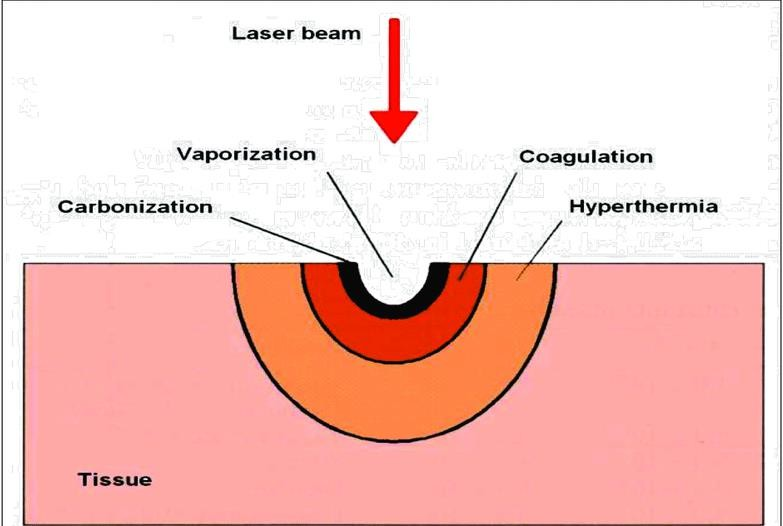 Laser beam
Vaporization
Coagulation
Carbonization
Hyperthermia
Tissue